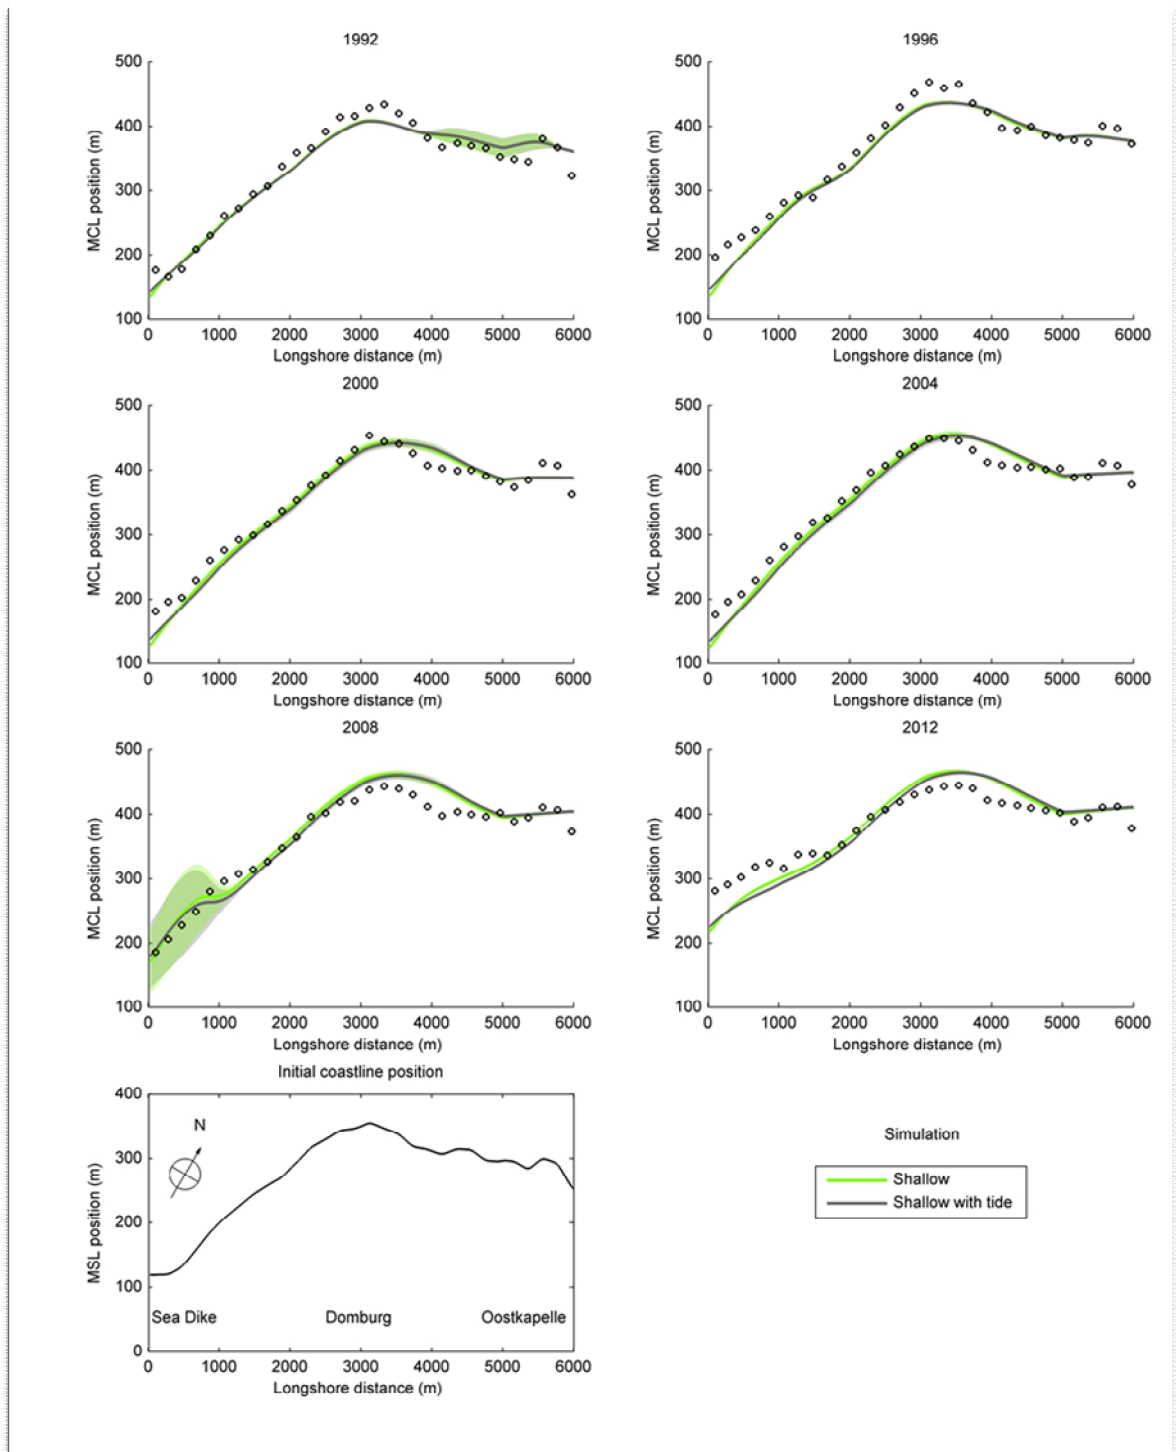 1992
500
400
300
200
100
MCL position (m)
0 1000 2000 3000 4000 5000 6000
Longshore distance (m)
1996
500
400
300
200
100
MCL position (m)
0 1000 2000 3000 4000 5000 6000
Longshore distance (m)
2000
500
400
300
200
100
MCL position (m)
0 1000 2000 3000 4000 5000 6000
Longshore distance (m)
2004
500
400
300
200
100
MCL position (m)
0 1000 2000 3000 4000 5000 6000
Longshore distance (m)
2008
500
400
300
200
100
MCL position (m)
0 1000 2000 3000 4000 5000 6000
Longshore distance (m)
2012
500
400
300
200
100
MCL position (m)
0 1000 2000 3000 4000 5000 6000
Longshore distance (m)
Initial coastline position
400
300
200
100
0
MSL position (m)
N
Sea Dike Domburg Oostkapelle
0 1000 2000 3000 4000 5000 6000
Longshore distance (m)
Simulation
Shallow
Shallow with tide